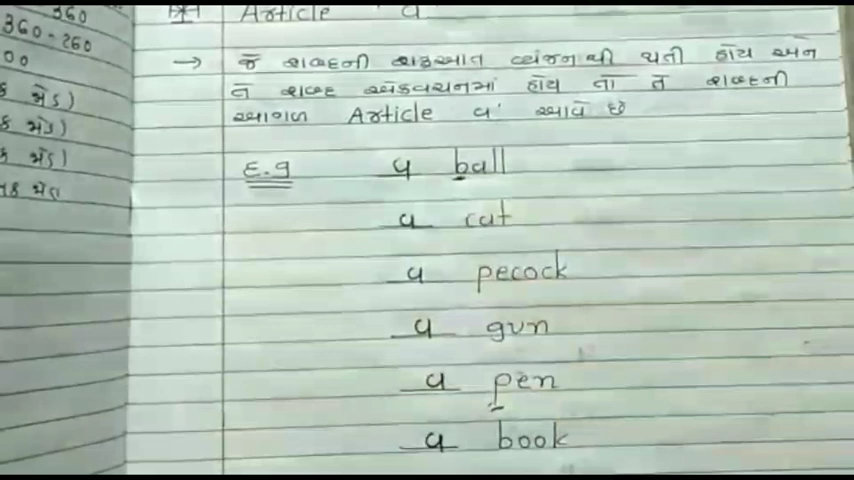 360
360 - 260
00
ભેડ)
ભેડ)
ભેડ)
Article 'a'
→ જે શબ્દની શરૂઆત વ્યંજનથી થતી હોય અને
તે શબ્દ એકવચનમાં હોય તો તે શબ્દની
આગળ Article 'a' આવે છે
E.g a ball
a cat
a pecock
a gun
a pen
a book